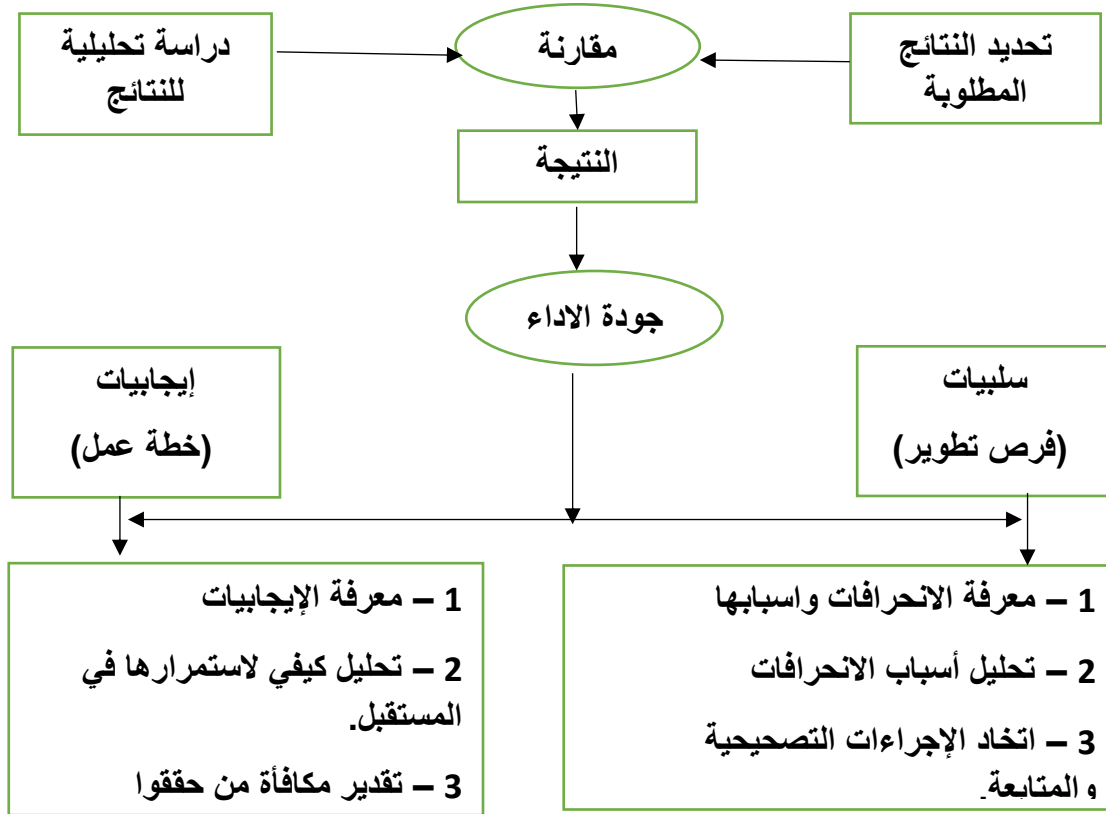 تحديد النتائج
المطلوبة
مقارنة
دراسة تحليلية
للنتائج
النتيجة
جودة الاداء
سلبيات
(فرص تطوير)
إيجابيات
(خطة عمل)
1 – معرفة الانحرافات واسبابها
2 – تحليل أسباب الانحرافات
3 – اتخاد الإجراءات التصحيحية
والمتابعة.
1 – معرفة الإيجابيات
2 – تحليل كيفي لاستمرارها في
المستقبل.
3 – تقدير مكافأة من حققوا